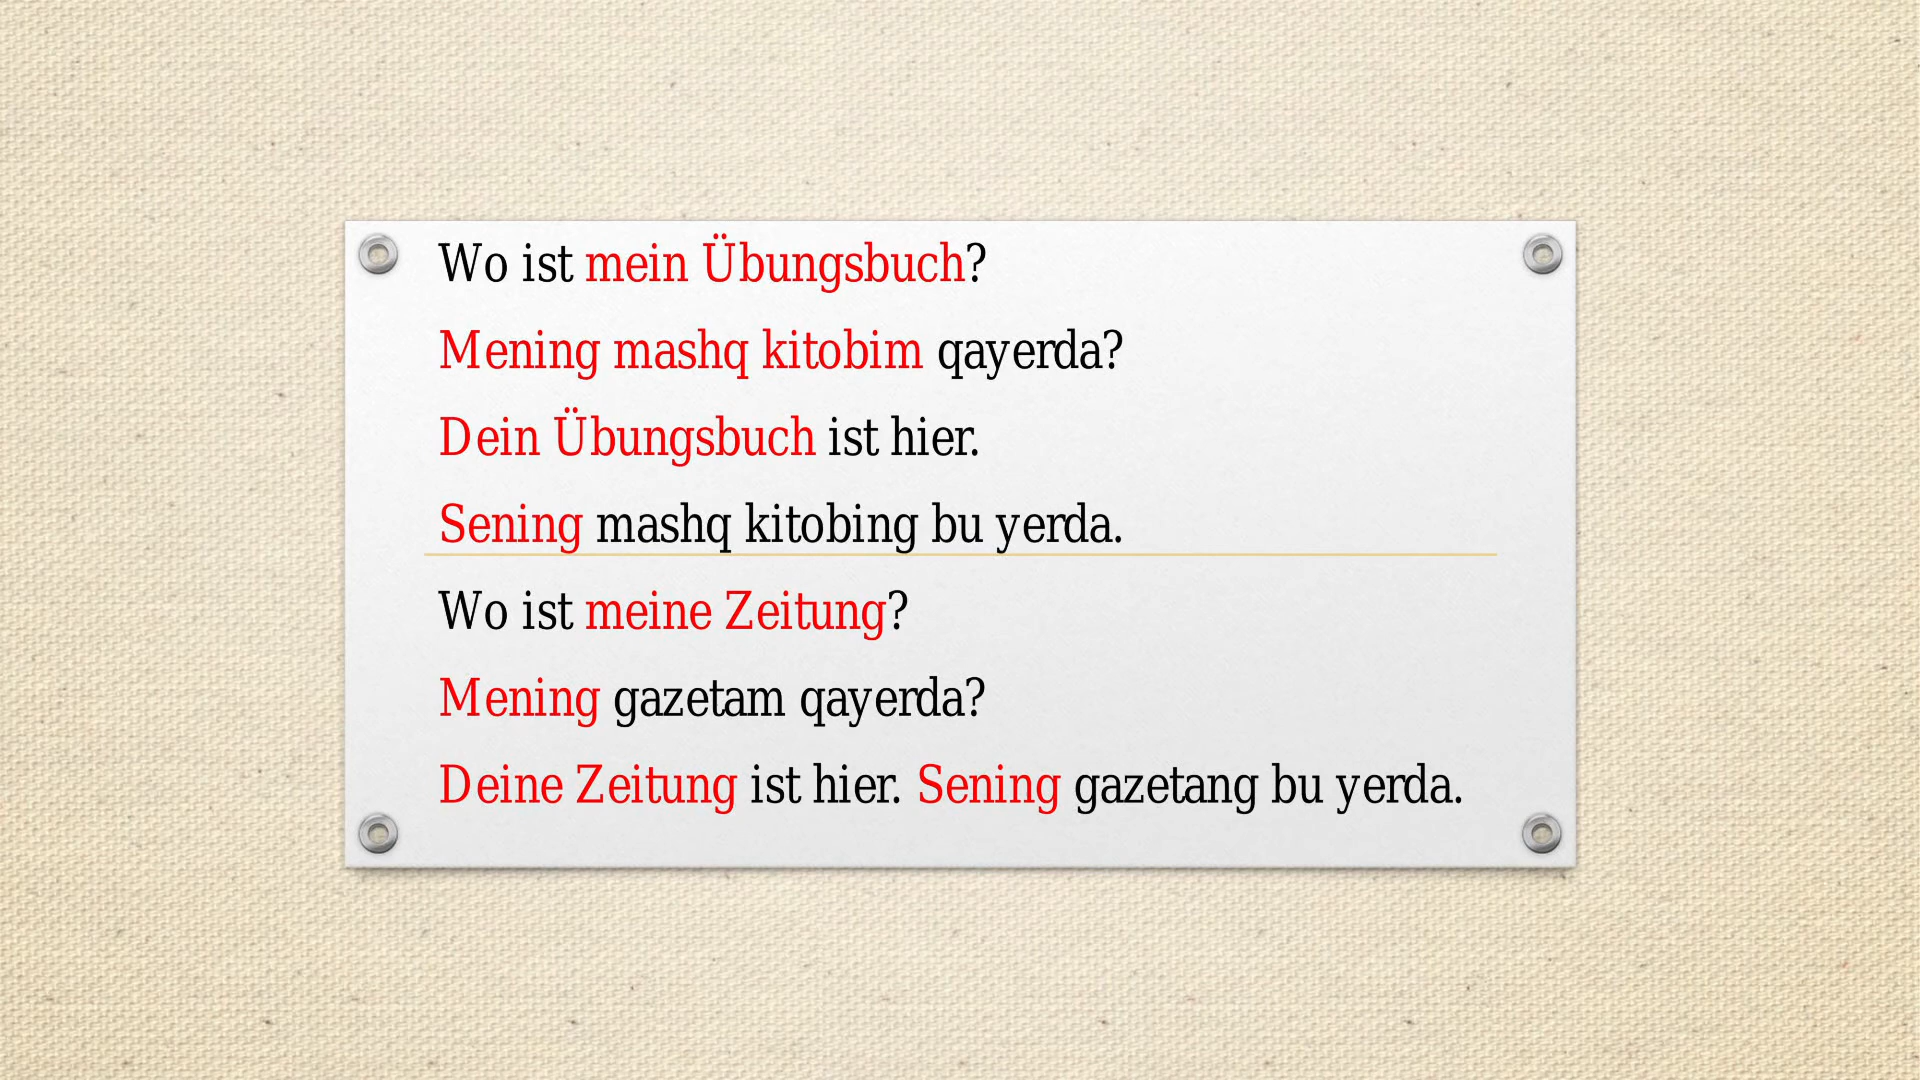 Wo ist mein Übungsbuch?
Mening mashq kitobim qayerda?
Dein Übungsbuch ist hier.
Sening mashq kitobing bu yerda.
Wo ist meine Zeitung?
Mening gazetam qayerda?
Deine Zeitung ist hier. Sening gazetang bu yerda.